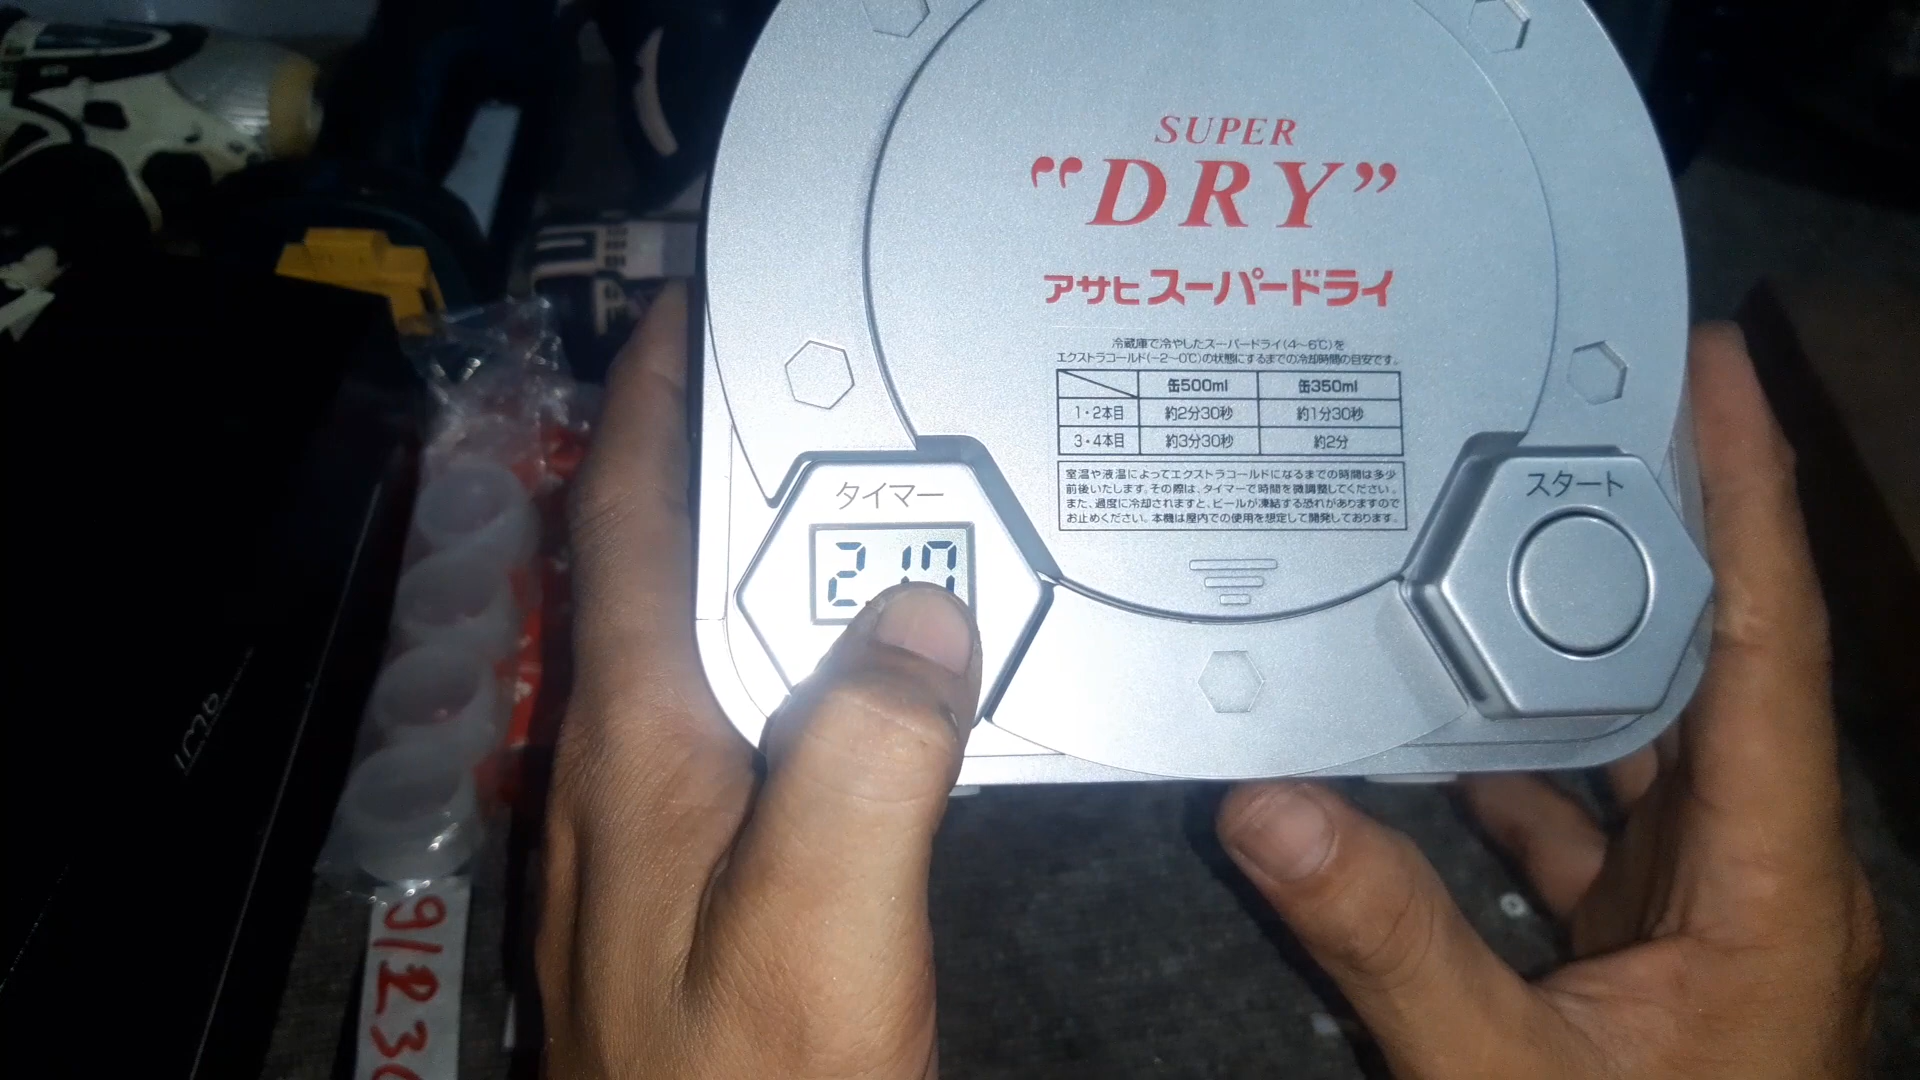 SUPER
“DRY”
アサヒスーパードライ
冷蔵庫で冷やしたスーパードライ(4～6℃)を
エクストラコールド(−2～0℃)の状態にするまでの冷却時間の目安です。
缶500ml 缶350ml
1・2本目 約2分30秒 約1分30秒
3・4本目 約3分30秒 約2分
室温や液温によってエクストラコールドになるまでの時間は多少
前後いたします。その際は、タイマーで時間を微調整してください。
また、過度に冷却されますと、ビールが凍結する恐れがありますので
お止めください。本機は屋内での使用を想定して開発しております。
タイマー
スタート